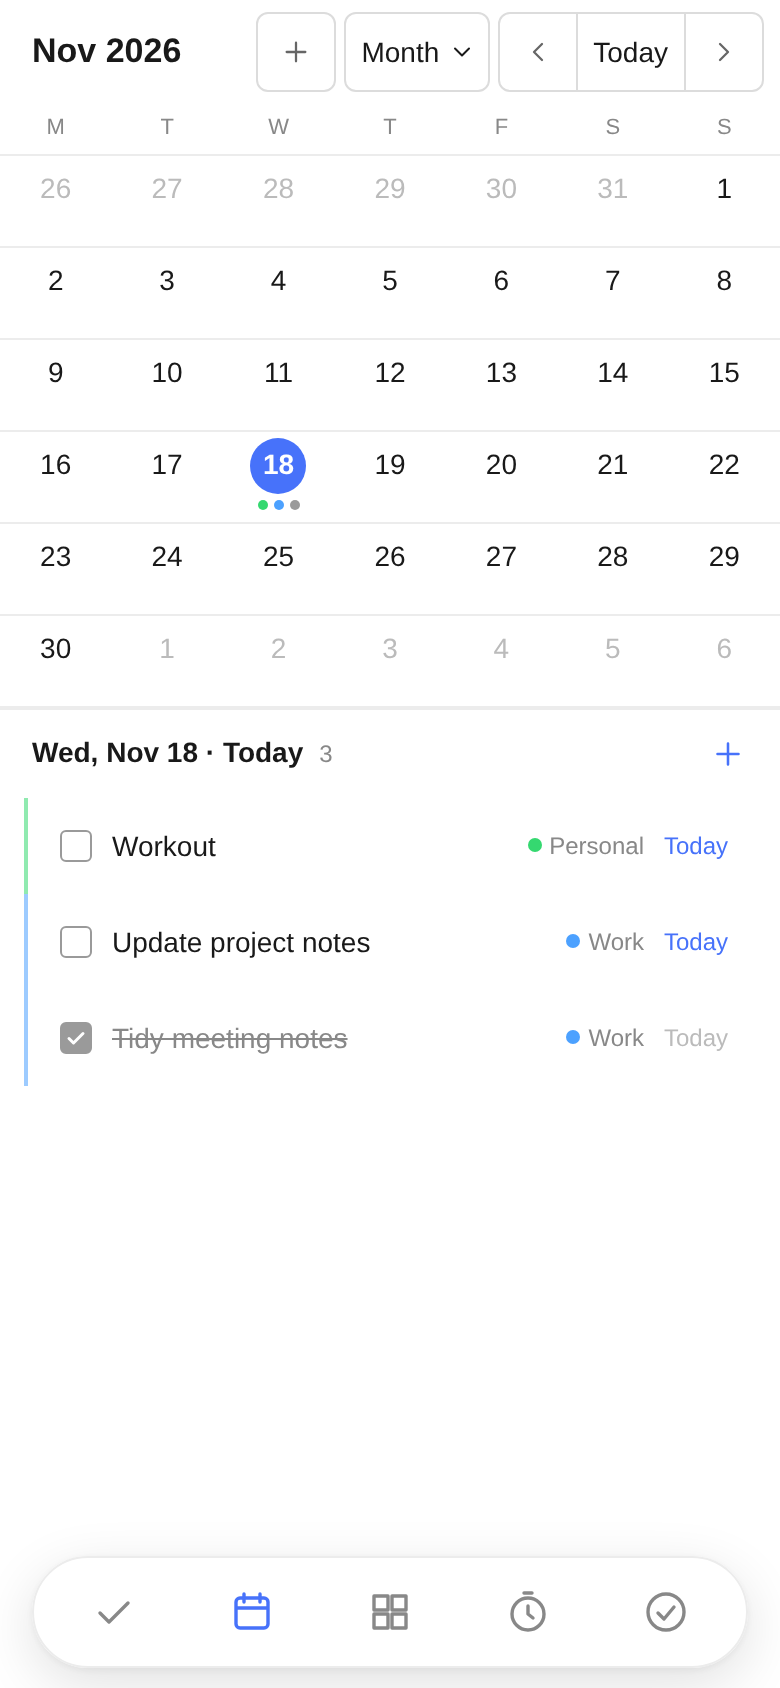 Nov 2026 Month Today
M T W T F S S
26 27 28 29 30 31 1
2 3 4 5 6 7 8
9 10 11 12 13 14 15
16 17 18 19 20 21 22
23 24 25 26 27 28 29
30 1 2 3 4 5 6
Wed, Nov 18 · Today 3
Workout Personal Today
Update project notes Work Today
Tidy meeting notes Work Today